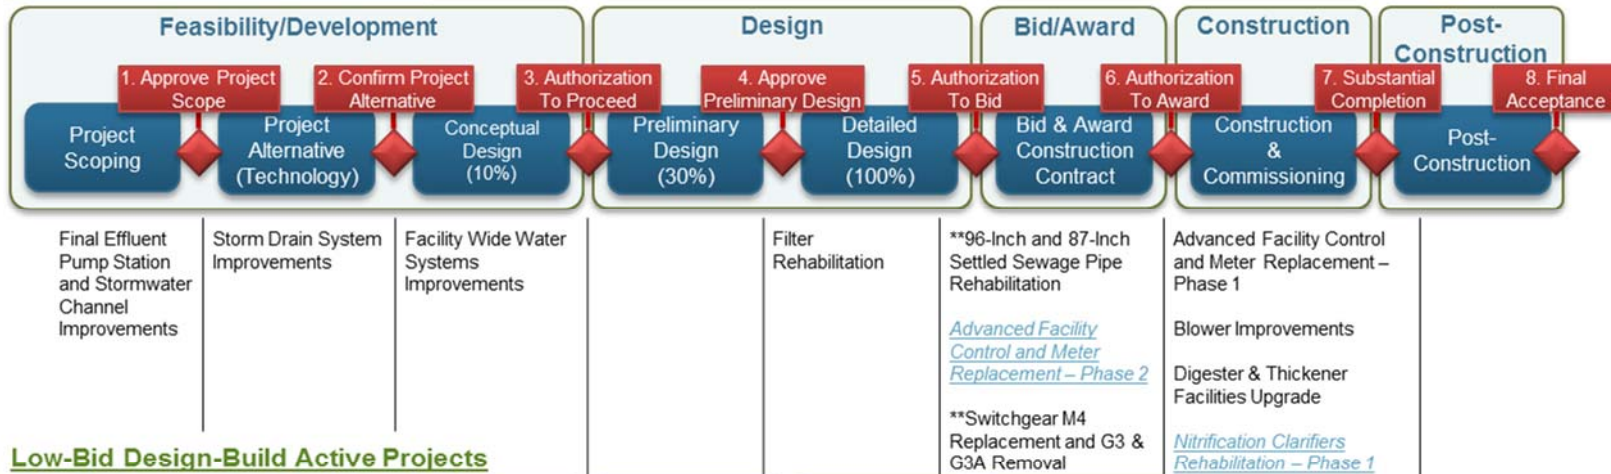 Feasibility/Development
Design
Bid/Award
Construction
Post-
Construction
1. Approve Project
Scope
2. Confirm Project
Alternative
3. Authorization
To Proceed
4. Approve
Preliminary Design
5. Authorization
To Bid
6. Authorization
To Award
7. Substantial
Completion
8. Final
Acceptance
Project
Scoping
Project
Alternative
(Technology)
Conceptual
Design
(10%)
Preliminary
Design
(30%)
Detailed
Design
(100%)
Bid & Award
Construction
Contract
Construction
&
Commissioning
Post-
Construction
Final Effluent
Pump Station
and Stormwater
Channel
Improvements
Storm Drain System
Improvements
Facility Wide Water
Systems
Improvements
Filter
Rehabilitation
**96-Inch and 87-Inch
Settled Sewage Pipe
Rehabilitation
Advanced Facility
Control and Meter
Replacement – Phase 2
**Switchgear M4
Replacement and G3 &
G3A Removal
Advanced Facility Control
and Meter Replacement –
Phase 1
Blower Improvements
Digester & Thickener
Facilities Upgrade
Nitrification Clarifiers
Rehabilitation – Phase 1
Low-Bid Design-Build Active Projects